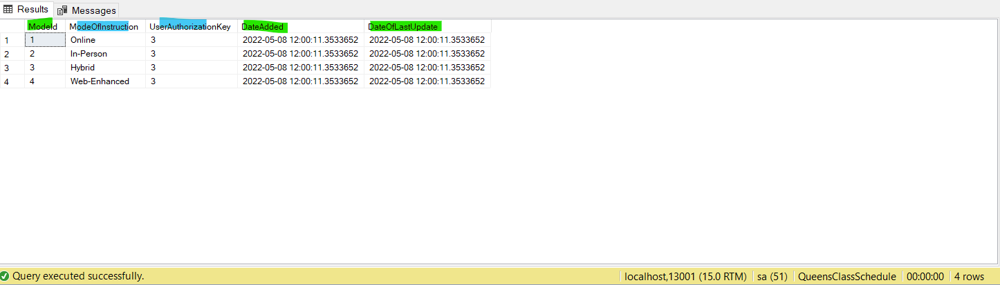 Results Messages
ModeId ModeOfInstruction UserAuthorizationKey DateAdded DateOfLastUpdate
1 1 Online 3 2022-05-08 12:00:11.3533652 2022-05-08 12:00:11.3533652
2 2 In-Person 3 2022-05-08 12:00:11.3533652 2022-05-08 12:00:11.3533652
3 3 Hybrid 3 2022-05-08 12:00:11.3533652 2022-05-08 12:00:11.3533652
4 4 Web-Enhanced 3 2022-05-08 12:00:11.3533652 2022-05-08 12:00:11.3533652
Query executed successfully. localhost,13001 (15.0 RTM) sa (51) QueensClassSchedule 00:00:00 4 rows